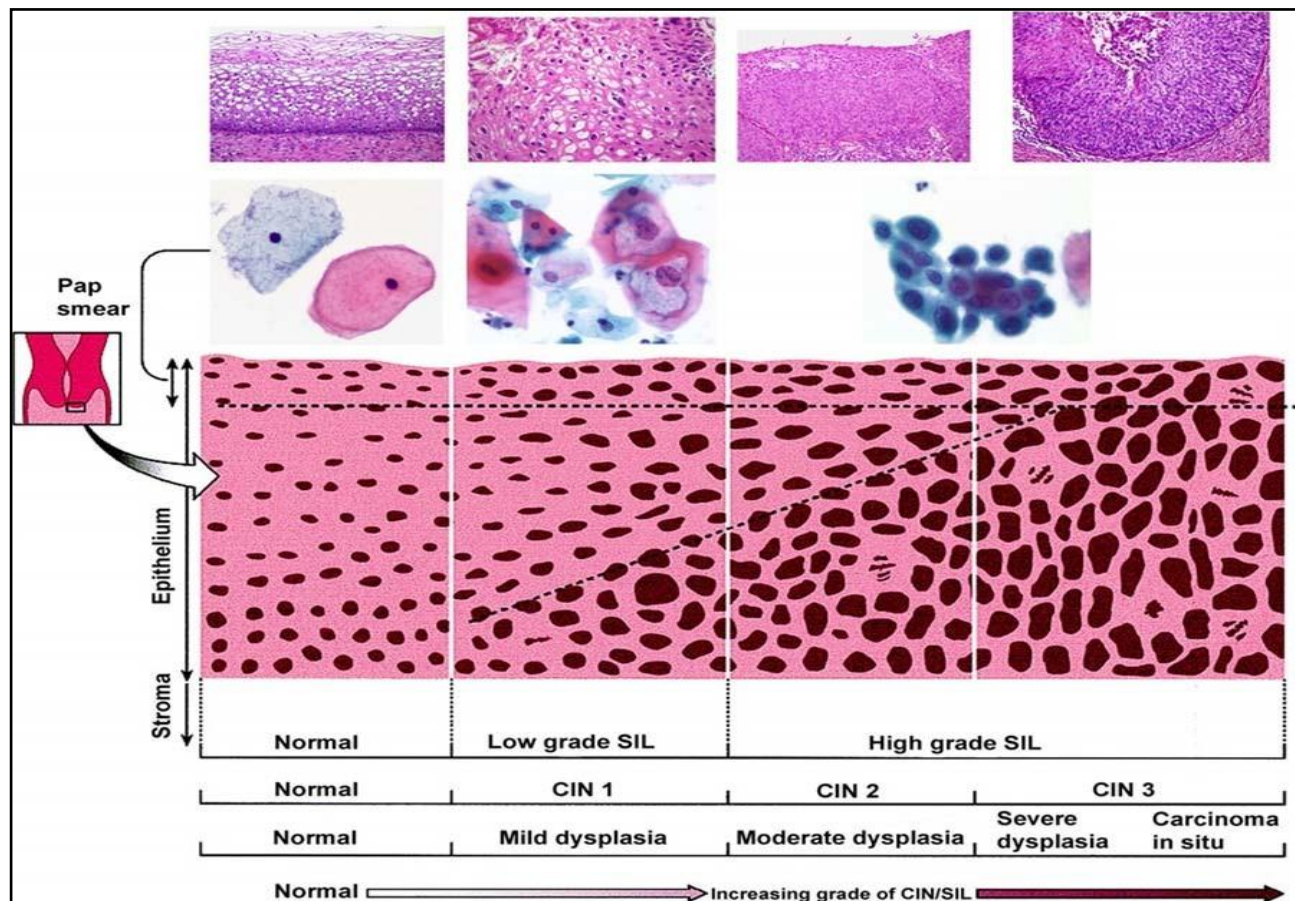 Pap
smear
Epithelium
Stroma
Normal Low grade SIL High grade SIL
Normal CIN 1 CIN 2 CIN 3
Normal Mild dysplasia Moderate dysplasia Severe dysplasia Carcinoma in situ
Normal Increasing grade of CIN/SIL